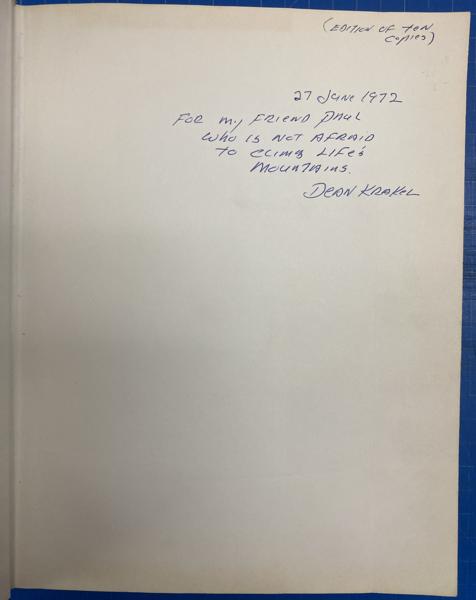 (EDITION OF TEN
COPIES)
27 JUNE 1972
FOR my FRIEND PAUL
WHO IS NOT AFRAID
TO CLIMB LIFE'S
MOUNTAINS.
DEAN KRAKEL